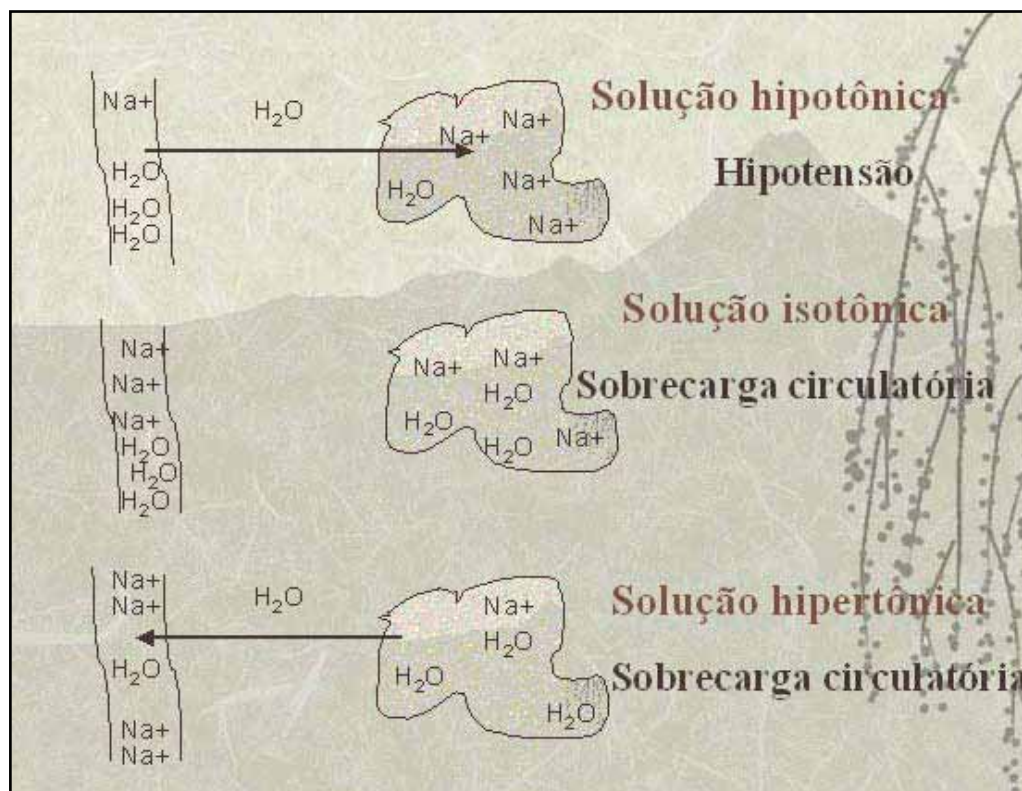 Na+
H₂O
Na+
Na+
Solução hipotônica
H₂O
H₂O
Na+
Hipotensão
H₂O
H₂O
Na+
Solução isotônica
Na+
Na+
Na+
Na+
H₂O
Sobrecarga circulatória
Na+
H₂O
H₂O
Na+
H₂O
H₂O
H₂O
Na+
Na+
H₂O
Na+
Solução hipertônica
H₂O
H₂O
H₂O
Sobrecarga circulatória
H₂O
Na+
Na+